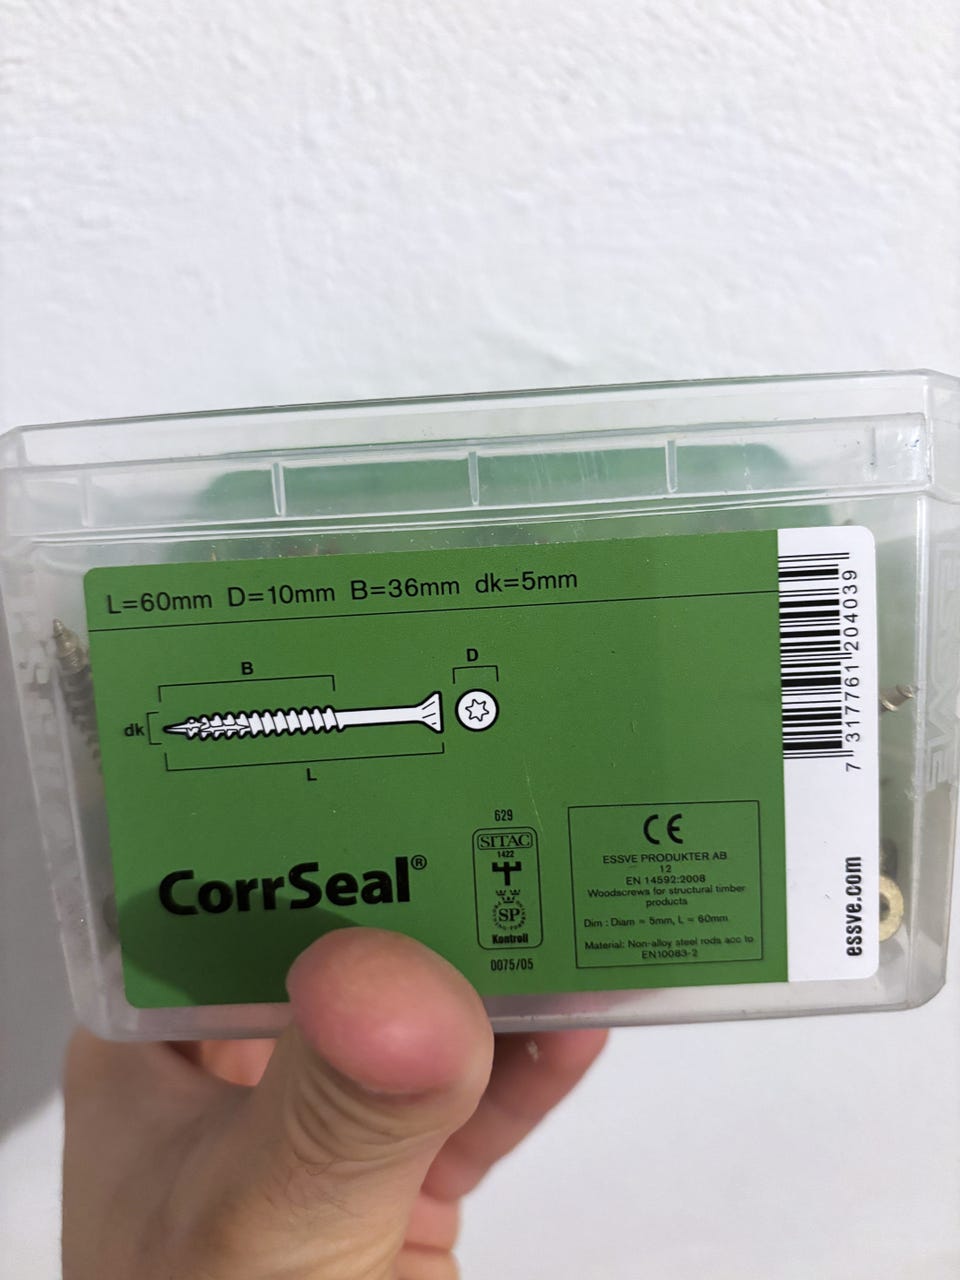 L=60mm D=10mm B=36mm dk=5mm
B
D
dk
L
CorrSeal®
629
SITAC
1422
SP
Kontroll
0075/05
CE
ESSVE PRODUKTER AB
12
EN 14592:2008
Woodscrews for structural timber
products
Dim : Diam = 5mm, L = 60mm
Material: Non-alloy steel rods acc to
EN10083-2
7 317761 204039
essve.com
ESSVE